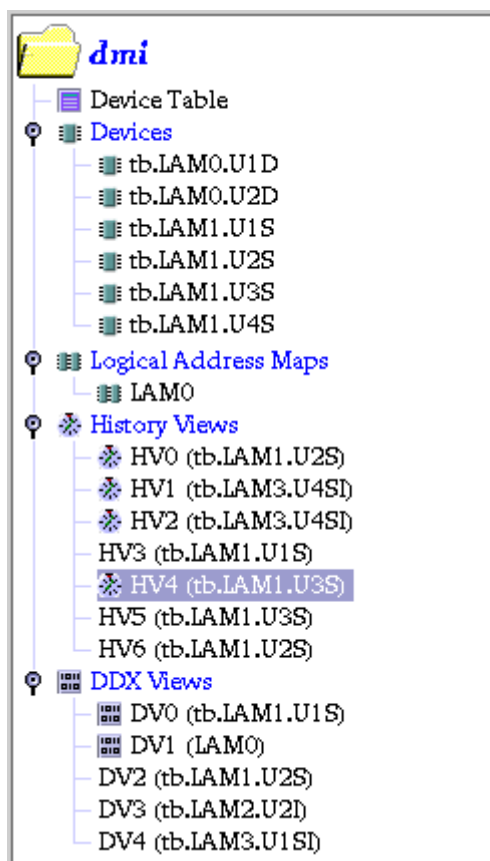 dmi
Device Table
Devices
tb.LAM0.U1D
tb.LAM0.U2D
tb.LAM1.U1S
tb.LAM1.U2S
tb.LAM1.U3S
tb.LAM1.U4S
Logical Address Maps
LAM0
History Views
HV0 (tb.LAM1.U2S)
HV1 (tb.LAM3.U4SI)
HV2 (tb.LAM3.U4SI)
HV3 (tb.LAM1.U1S)
HV4 (tb.LAM1.U3S)
HV5 (tb.LAM1.U3S)
HV6 (tb.LAM1.U2S)
DDX Views
DV0 (tb.LAM1.U1S)
DV1 (LAM0)
DV2 (tb.LAM1.U2S)
DV3 (tb.LAM2.U2I)
DV4 (tb.LAM3.U1SI)